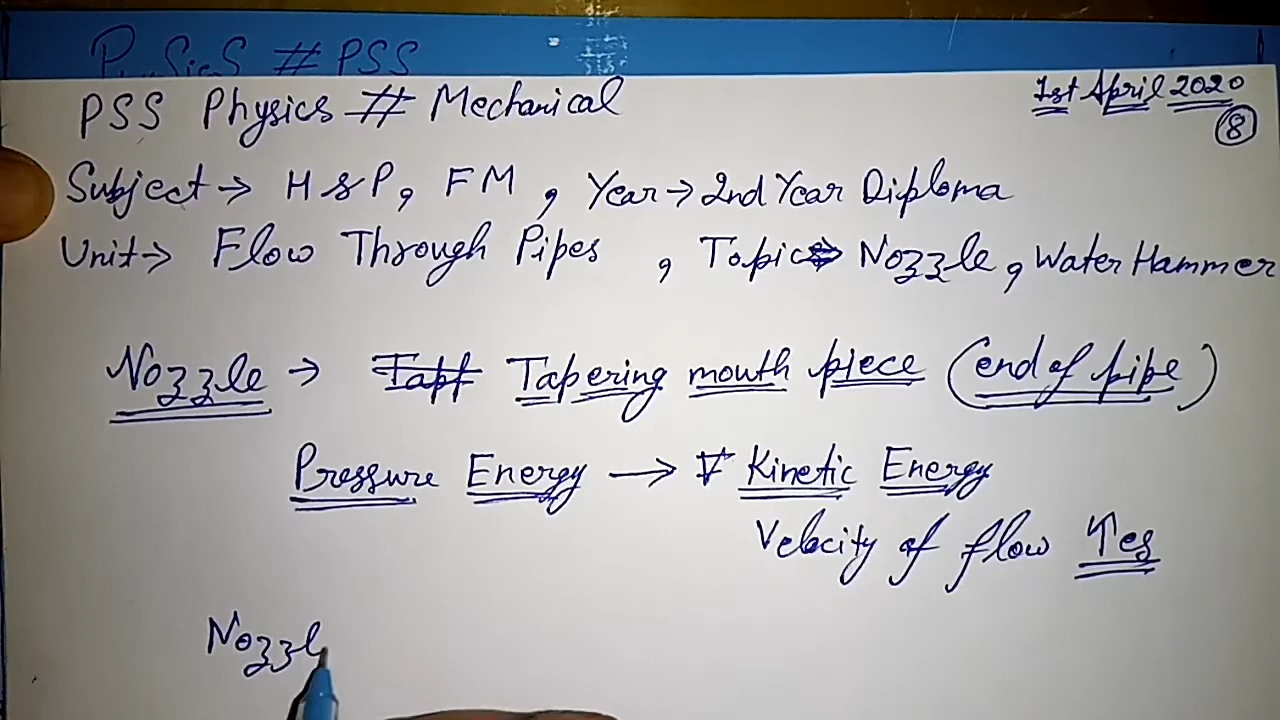 Physics # PSS
PSS Physics # Mechanical
1st April 2020
8
Subject → H & P, FM, Year → 2nd Year Diploma
Unit → Flow Through Pipes, Topic → Nozzle, Water Hammer
Nozzle → Tapering mouth piece (end of pipe)
Pressure Energy → Kinetic Energy
Velocity of flow ↑es
Nozzl